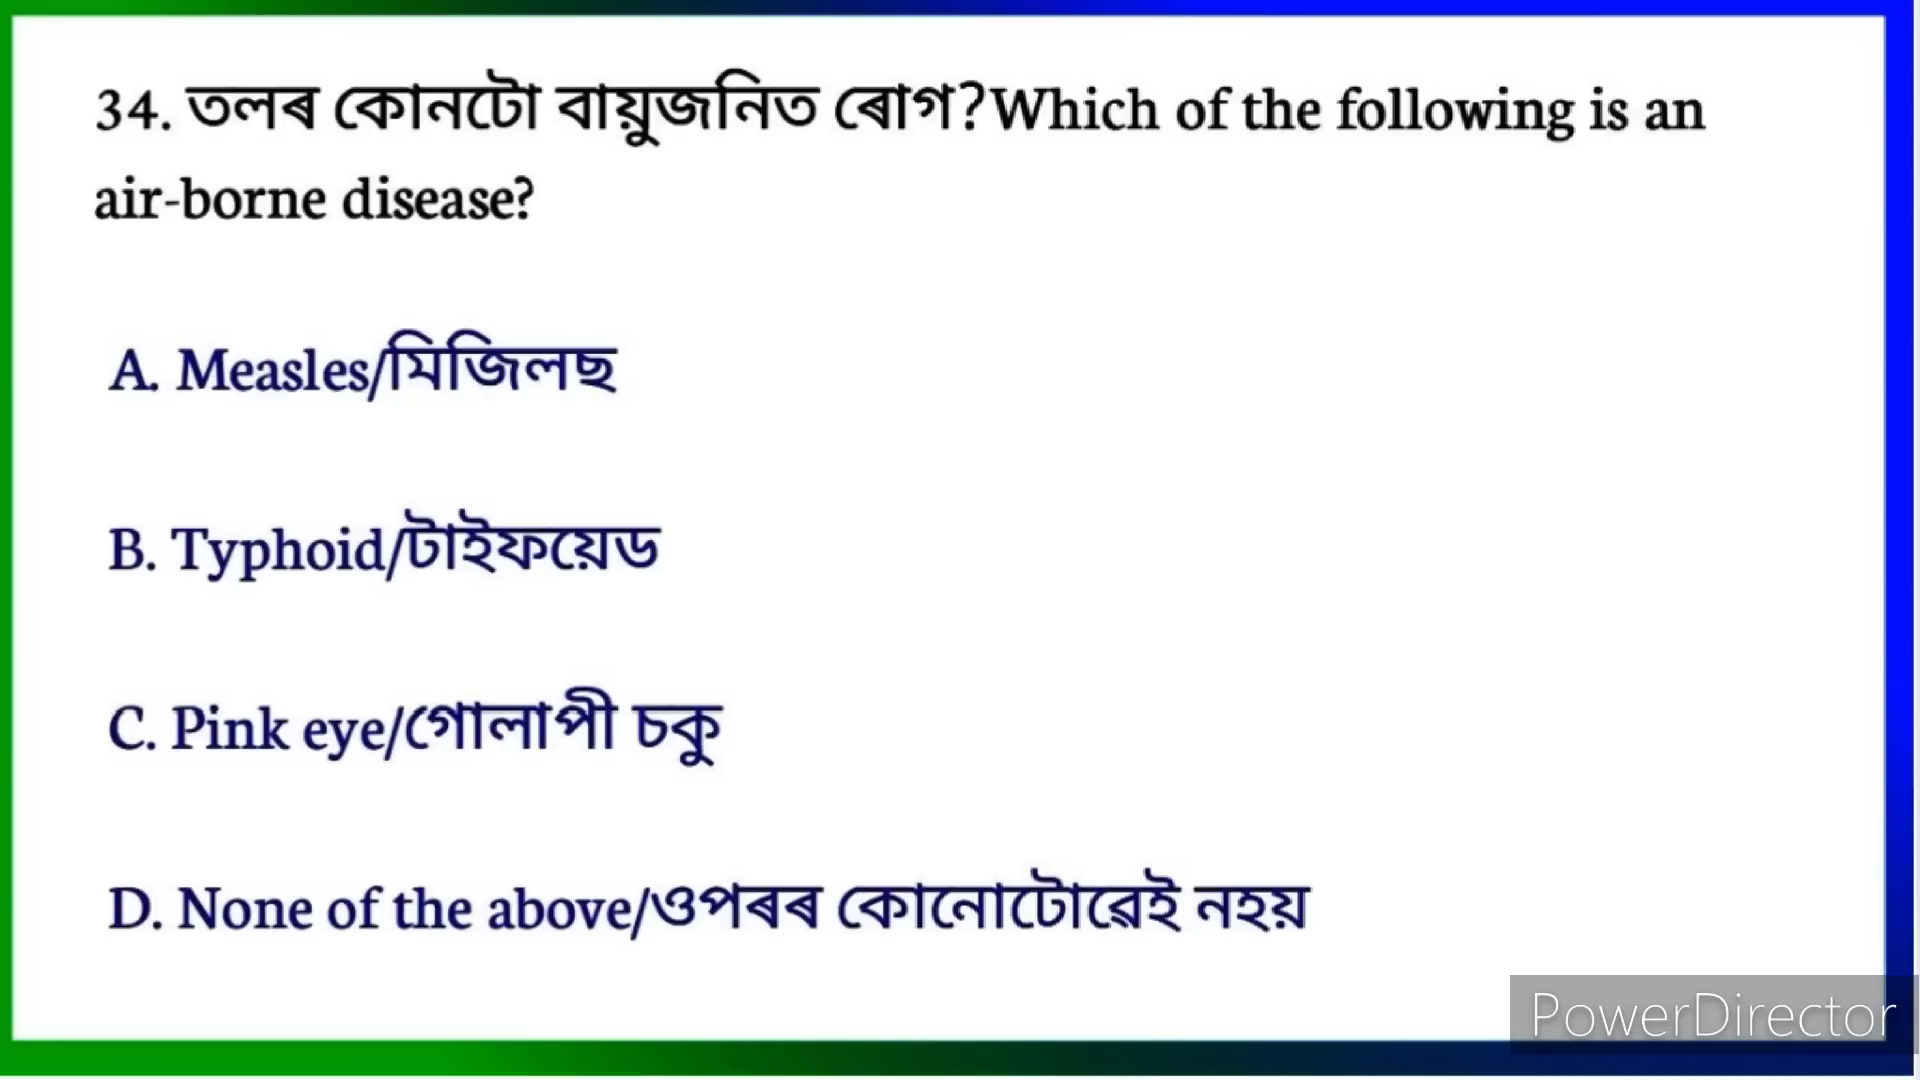 34. তলৰ কোনটো বায়ুজনিত ৰোগ?Which of the following is an
air-borne disease?
A. Measles/মিজিলছ
B. Typhoid/টাইফয়েড
C. Pink eye/গোলাপী চকু
D. None of the above/ওপৰৰ কোনোটোৱেই নহয়
PowerDirector